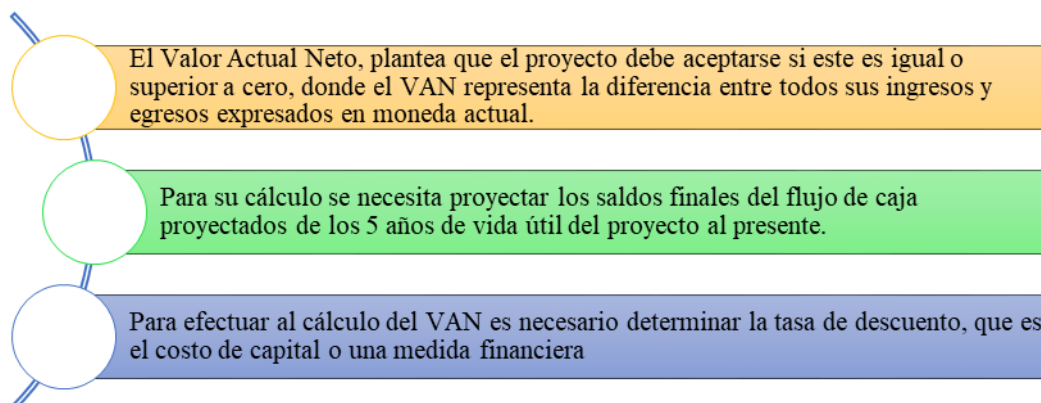 El Valor Actual Neto, plantea que el proyecto debe aceptarse si este es igual o
superior a cero, donde el VAN representa la diferencia entre todos sus ingresos y
egresos expresados en moneda actual.
Para su cálculo se necesita proyectar los saldos finales del flujo de caja
proyectados de los 5 años de vida útil del proyecto al presente.
Para efectuar al cálculo del VAN es necesario determinar la tasa de descuento, que es
el costo de capital o una medida financiera